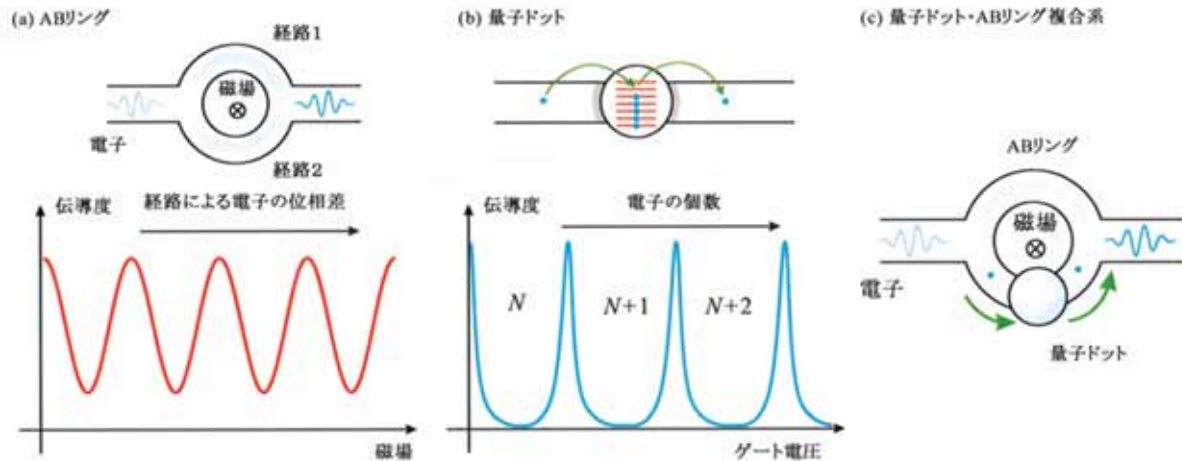 (a) ABリング
経路1
磁場
電子
経路2
伝導度
経路による電子の位相差
磁場
(b) 量子ドット
伝導度
電子の個数
N
N+1
N+2
ゲート電圧
(c) 量子ドット・ABリング複合系
ABリング
磁場
電子
量子ドット